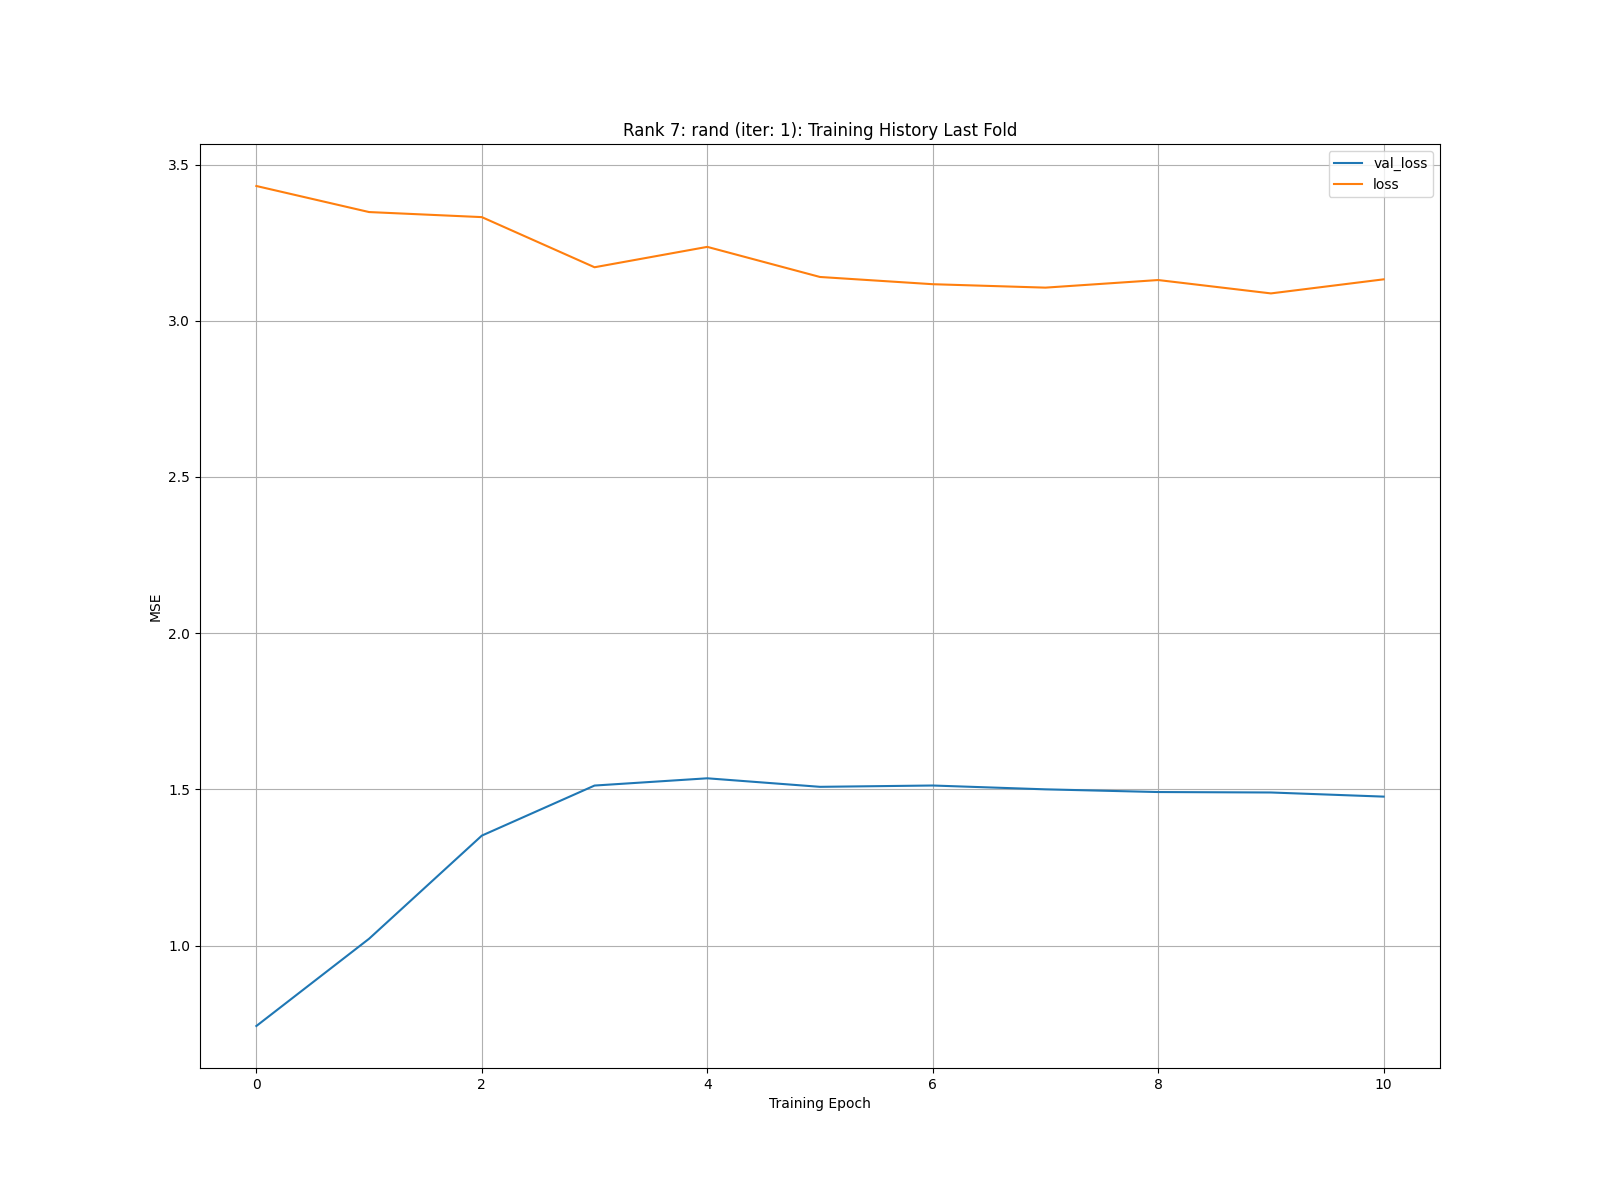 Rank 7: rand (iter: 1): Training History Last Fold
val_loss
loss
3.5
3.0
2.5
2.0
1.5
1.0
MSE
0 2 4 6 8 10
Training Epoch